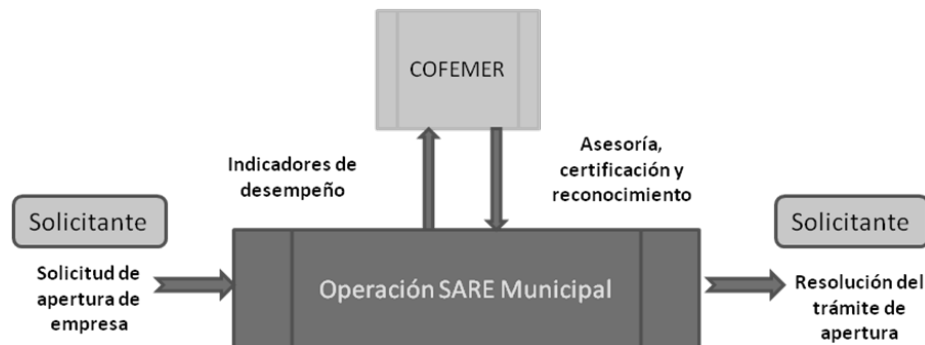 COFEMER
Indicadores de
desempeño
Asesoría,
certificación y
reconocimiento
Solicitante
Solicitud de
apertura de
empresa
Operación SARE Municipal
Solicitante
Resolución del
trámite de
apertura